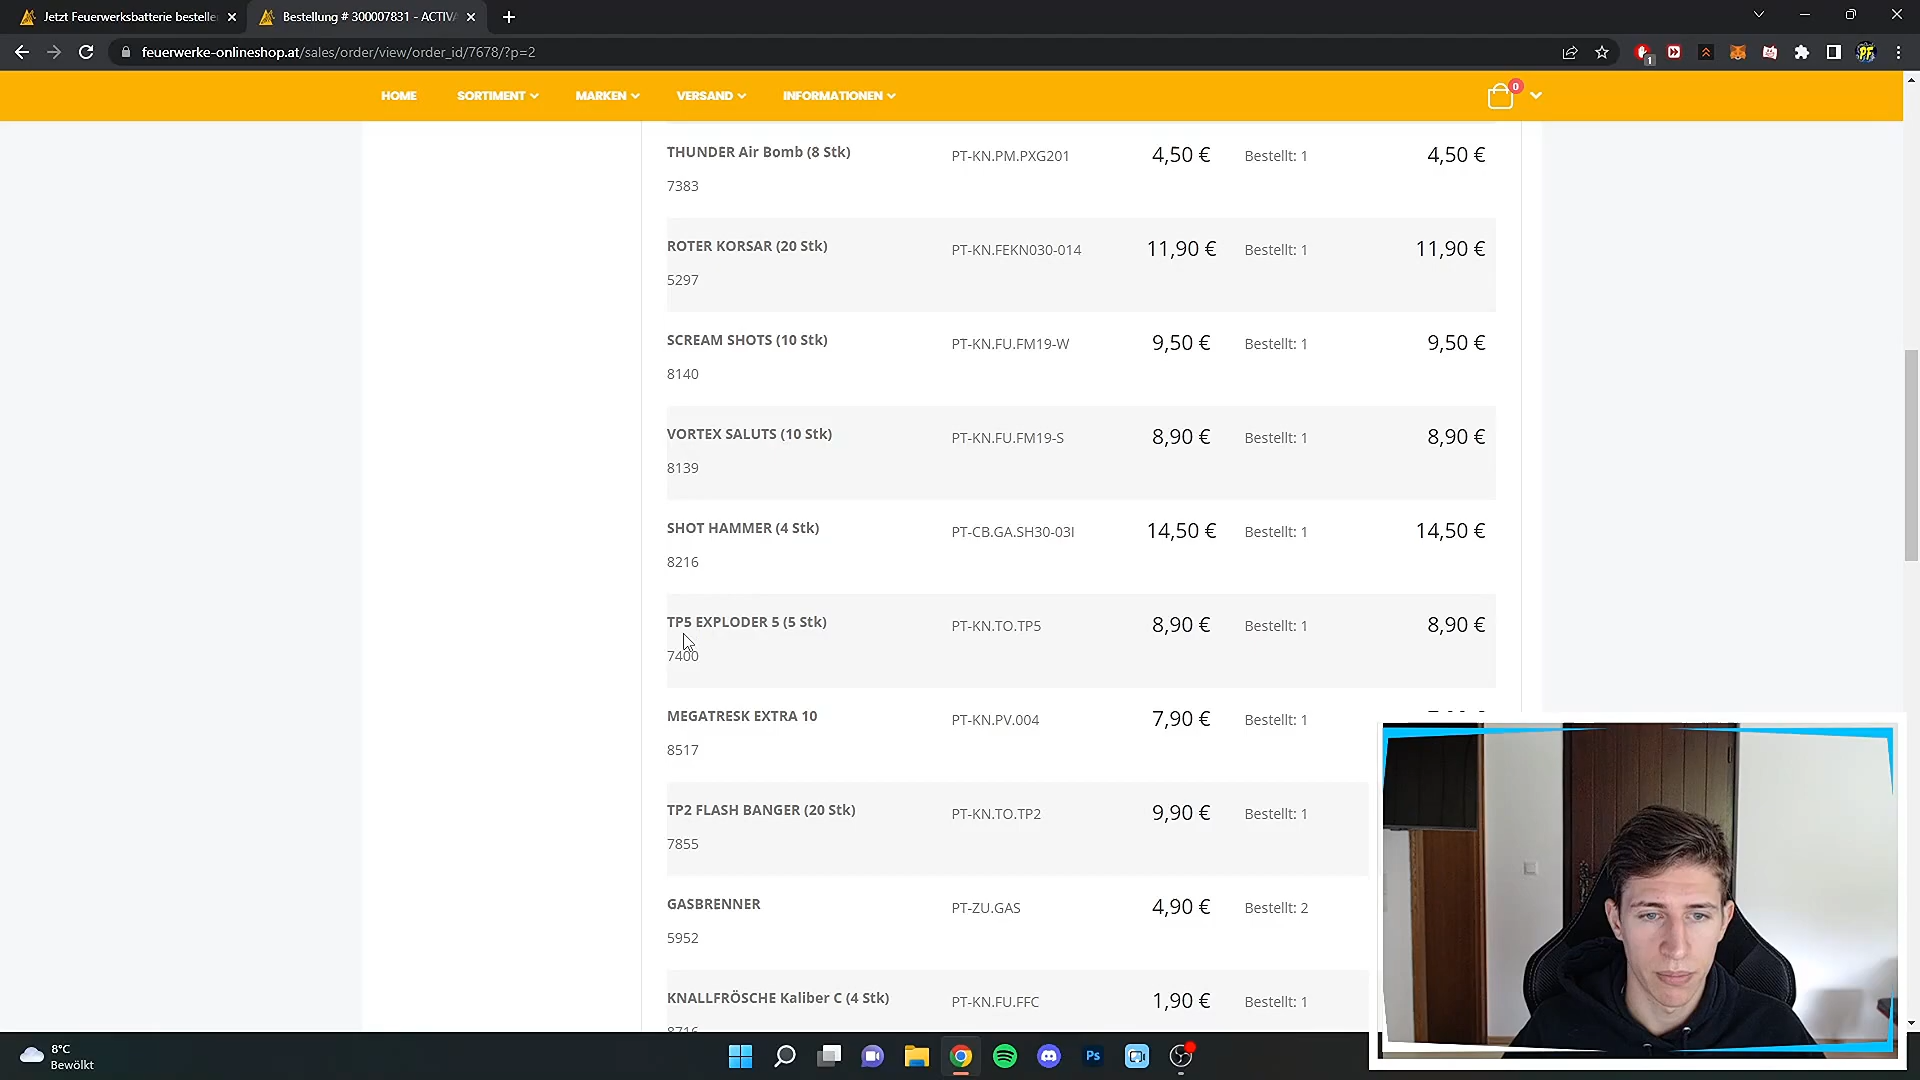 Jetzt Feuerwerksbatterie bestelle
Bestellung # 300007831 - ACTIVA
feuerwerke-onlineshop.at/sales/order/view/order_id/7678/?p=2
1
PF
HOME SORTIMENT MARKEN VERSAND INFORMATIONEN
0
THUNDER Air Bomb (8 Stk) PT-KN.PM.PXG201 4,50 € Bestellt: 1 4,50 €
7383
ROTER KORSAR (20 Stk) PT-KN.FEKN030-014 11,90 € Bestellt: 1 11,90 €
5297
SCREAM SHOTS (10 Stk) PT-KN.FU.FM19-W 9,50 € Bestellt: 1 9,50 €
8140
VORTEX SALUTS (10 Stk) PT-KN.FU.FM19-S 8,90 € Bestellt: 1 8,90 €
8139
SHOT HAMMER (4 Stk) PT-CB.GA.SH30-03I 14,50 € Bestellt: 1 14,50 €
8216
TP5 EXPLODER 5 (5 Stk) PT-KN.TO.TP5 8,90 € Bestellt: 1 8,90 €
7400
MEGATRESK EXTRA 10 PT-KN.PV.004 7,90 € Bestellt: 1
8517
TP2 FLASH BANGER (20 Stk) PT-KN.TO.TP2 9,90 € Bestellt: 1
7855
GASBRENNER PT-ZU.GAS 4,90 € Bestellt: 2
5952
KNALLFRÖSCHE Kaliber C (4 Stk) PT-KN.FU.FFC 1,90 € Bestellt: 1
8°C
Bewölkt
Ps